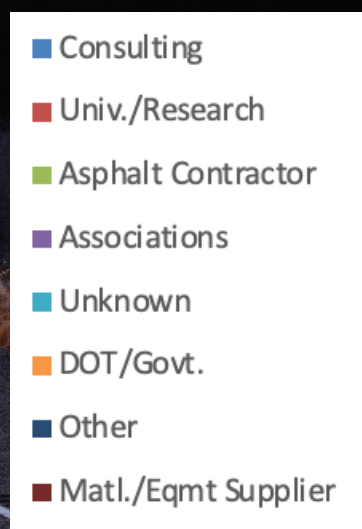 Consulting
Univ./Research
Asphalt Contractor
Associations
Unknown
DOT/Govt.
Other
Matl./Eqmt Supplier